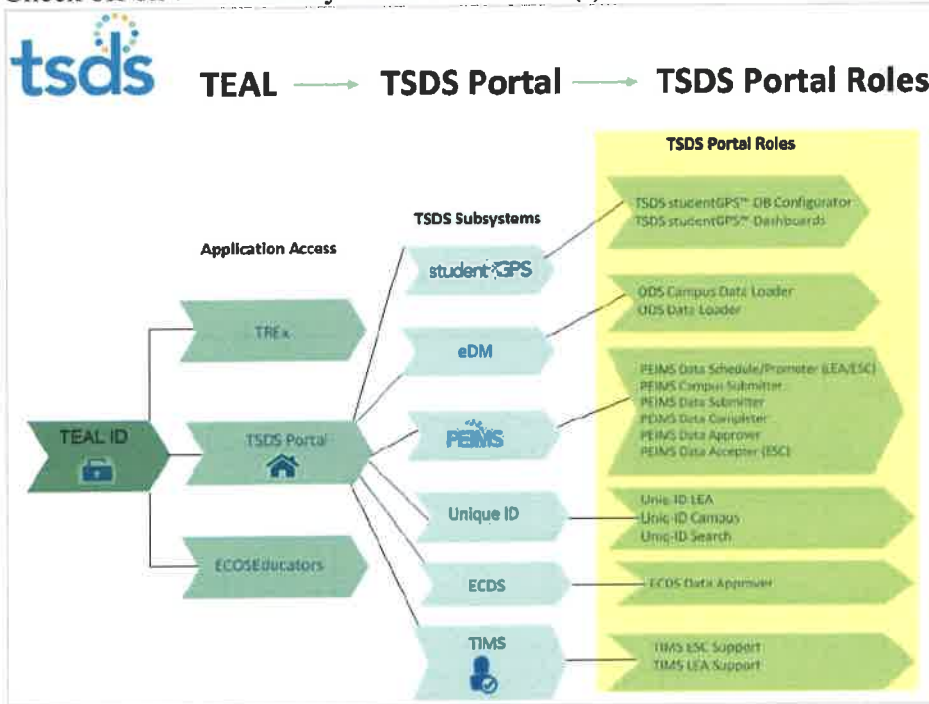 tsds
TEAL
TSDS Portal
TSDS Portal Roles
TSDS Portal Roles
TSDS Subsystems
Application Access
TSDS studentGPS™ DB Configurator
TSDS studentGPS™ Dashboards
studentGPS
ODS Campus Data Loader
ODS Data Loader
TREx
eDM
PEIMS Data Schedule/Promoter (LEA/ESC)
PEIMS Campus Submitter
PEIMS Data Submitter
PEIMS Data Completer
PEIMS Data Approver
PEIMS Data Accepter (ESC)
TEAL ID
TSDS Portal
PEIMS
Unique ID
Uniq-ID LEA
Uniq-ID Campus
Uniq-ID Search
ECOSEducators
ECDS
ECDS Data Approver
TIMS
TIMS ESC Support
TIMS LEA Support